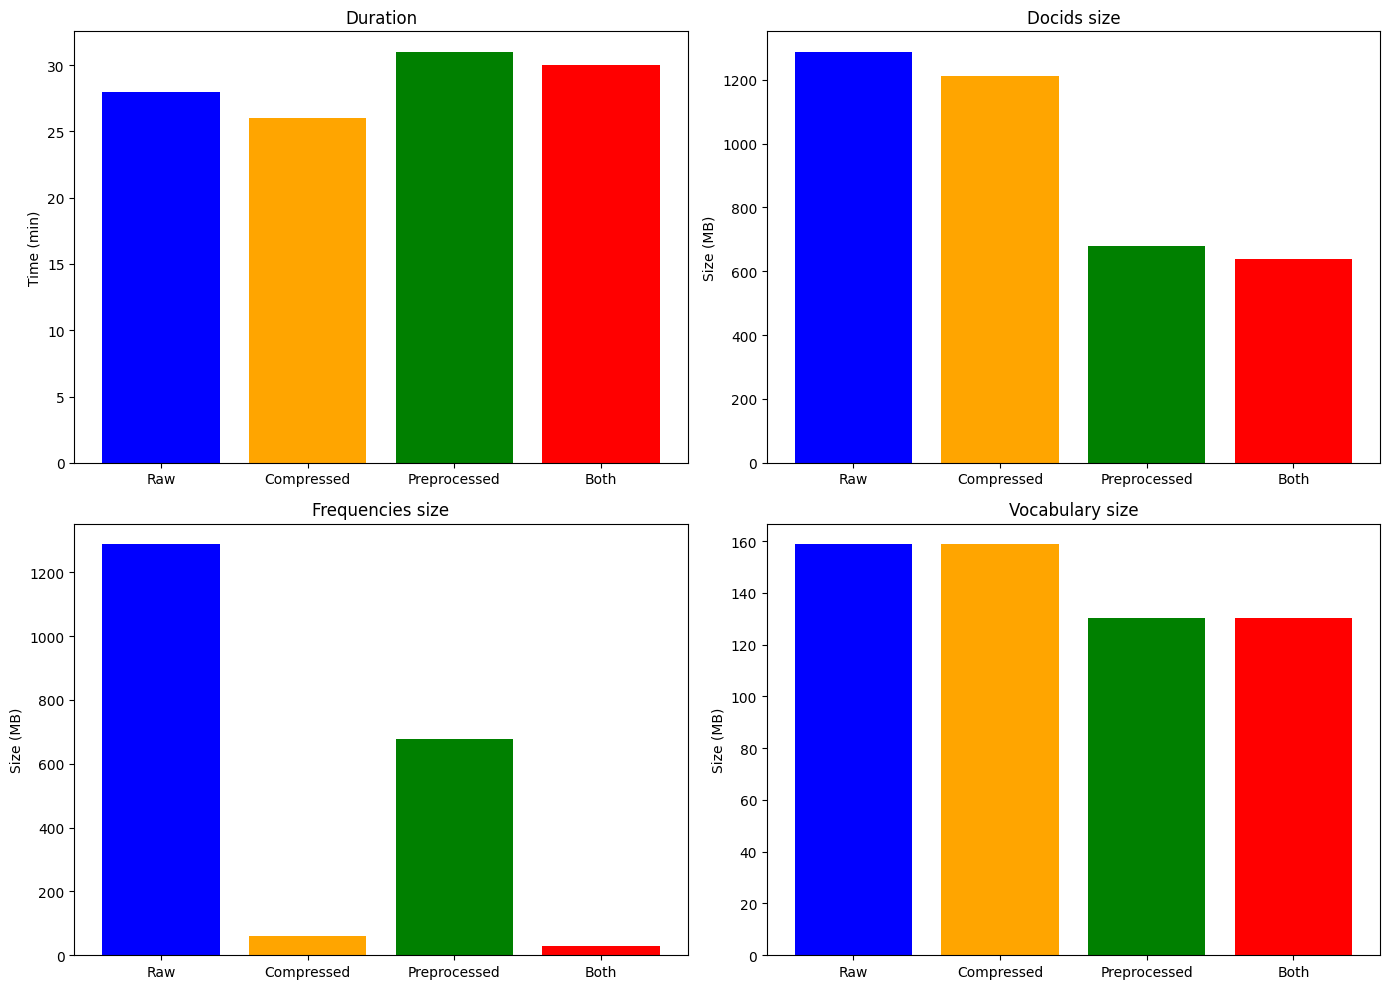 Duration
Time (min)
30
25
20
15
10
5
0
Raw Compressed Preprocessed Both
Docids size
Size (MB)
1200
1000
800
600
400
200
0
Raw Compressed Preprocessed Both
Frequencies size
Size (MB)
1200
1000
800
600
400
200
0
Raw Compressed Preprocessed Both
Vocabulary size
Size (MB)
160
140
120
100
80
60
40
20
0
Raw Compressed Preprocessed Both